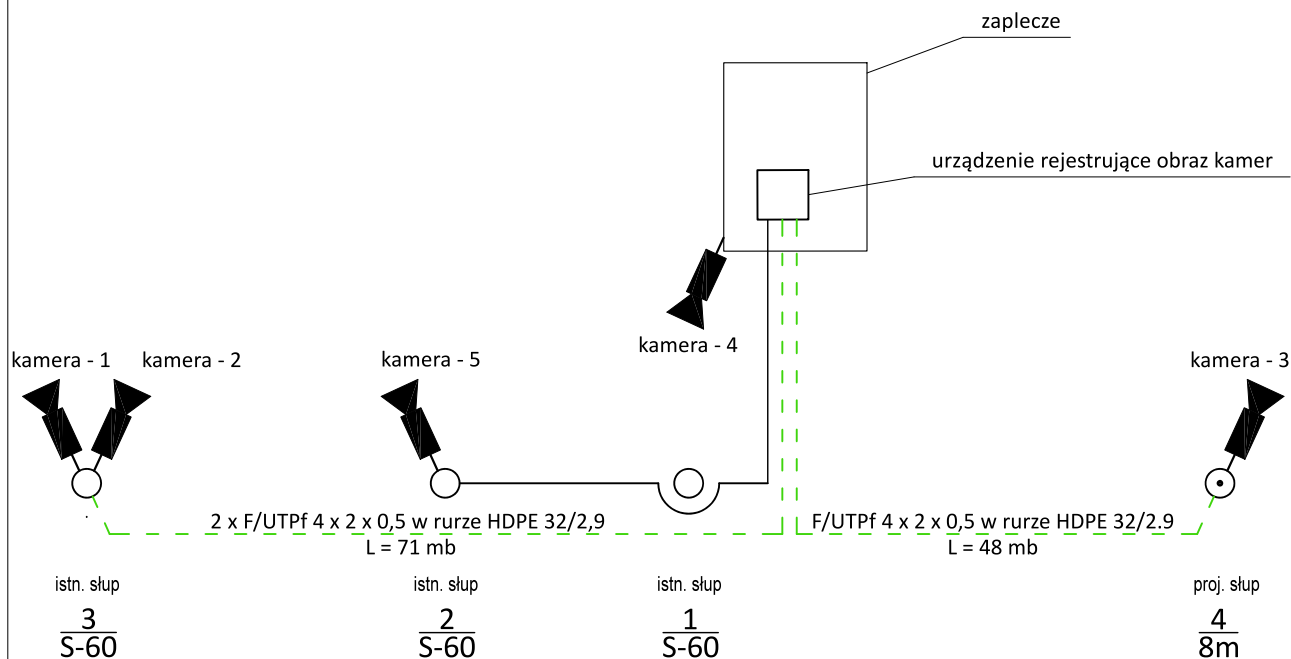 zaplecze
urządzenie rejestrujące obraz kamer
kamera - 4
kamera - 1
kamera - 2
kamera - 5
kamera - 3
2 x F/UTPf 4 x 2 x 0,5 w rurze HDPE 32/2,9
L = 71 mb
F/UTPf 4 x 2 x 0,5 w rurze HDPE 32/2.9
L = 48 mb
istn. słup
3
S-60
istn. słup
2
S-60
istn. słup
1
S-60
proj. słup
4
8m